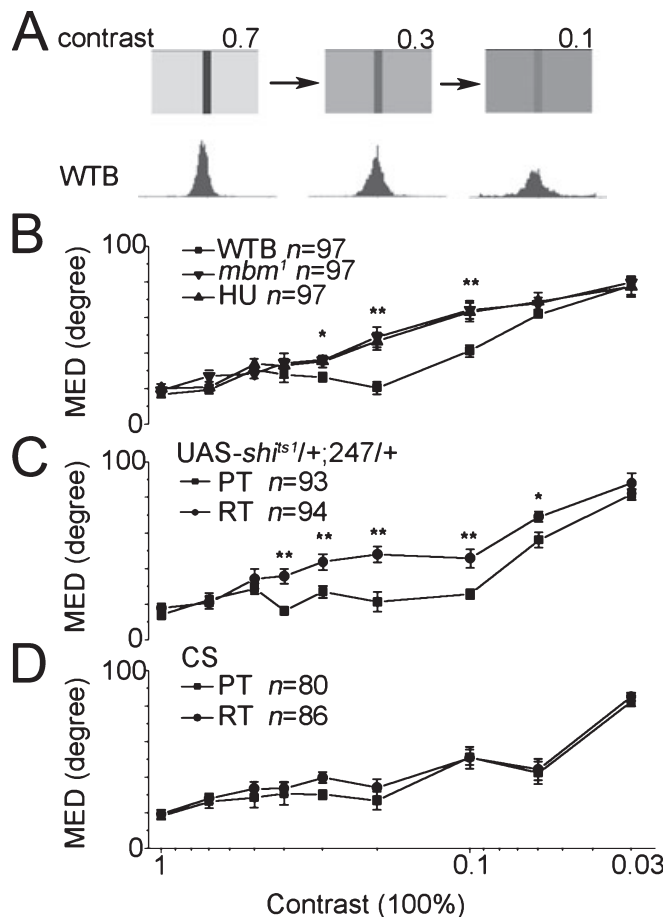 A
contrast 0.7 0.3 0.1
WTB
B
100
WTB n=97
mbm¹ n=97
HU n=97
* ** **
MED (degree)
0
C
UAS-shi^ts1/+;247/+
100
PT n=93
RT n=94
** ** ** ** *
MED (degree)
0
D
CS
100
PT n=80
RT n=86
MED (degree)
0
1 0.1 0.03
Contrast (100%)